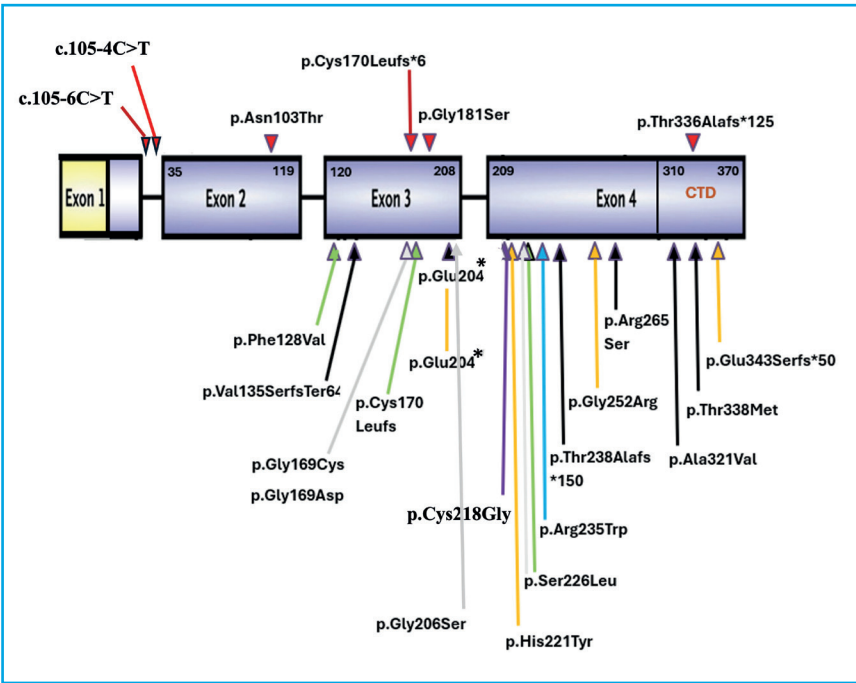 c.105-4C>T
c.105-6C>T
p.Cys170Leufs*6
p.Asn103Thr
p.Gly181Ser
p.Thr336Alafs*125
Exon 1
35
119
Exon 2
120
208
Exon 3
209
Exon 4
310
370
CTD
p.Glu204*
p.Glu204*
p.Phe128Val
p.Val135SerfsTer64
p.Cys170
Leufs
p.Gly169Cys
p.Gly169Asp
p.Cys218Gly
p.Gly206Ser
p.His221Tyr
p.Ser226Leu
p.Arg235Trp
p.Thr238Alafs
*150
p.Gly252Arg
p.Arg265
Ser
p.Glu343Serfs*50
p.Thr338Met
p.Ala321Val